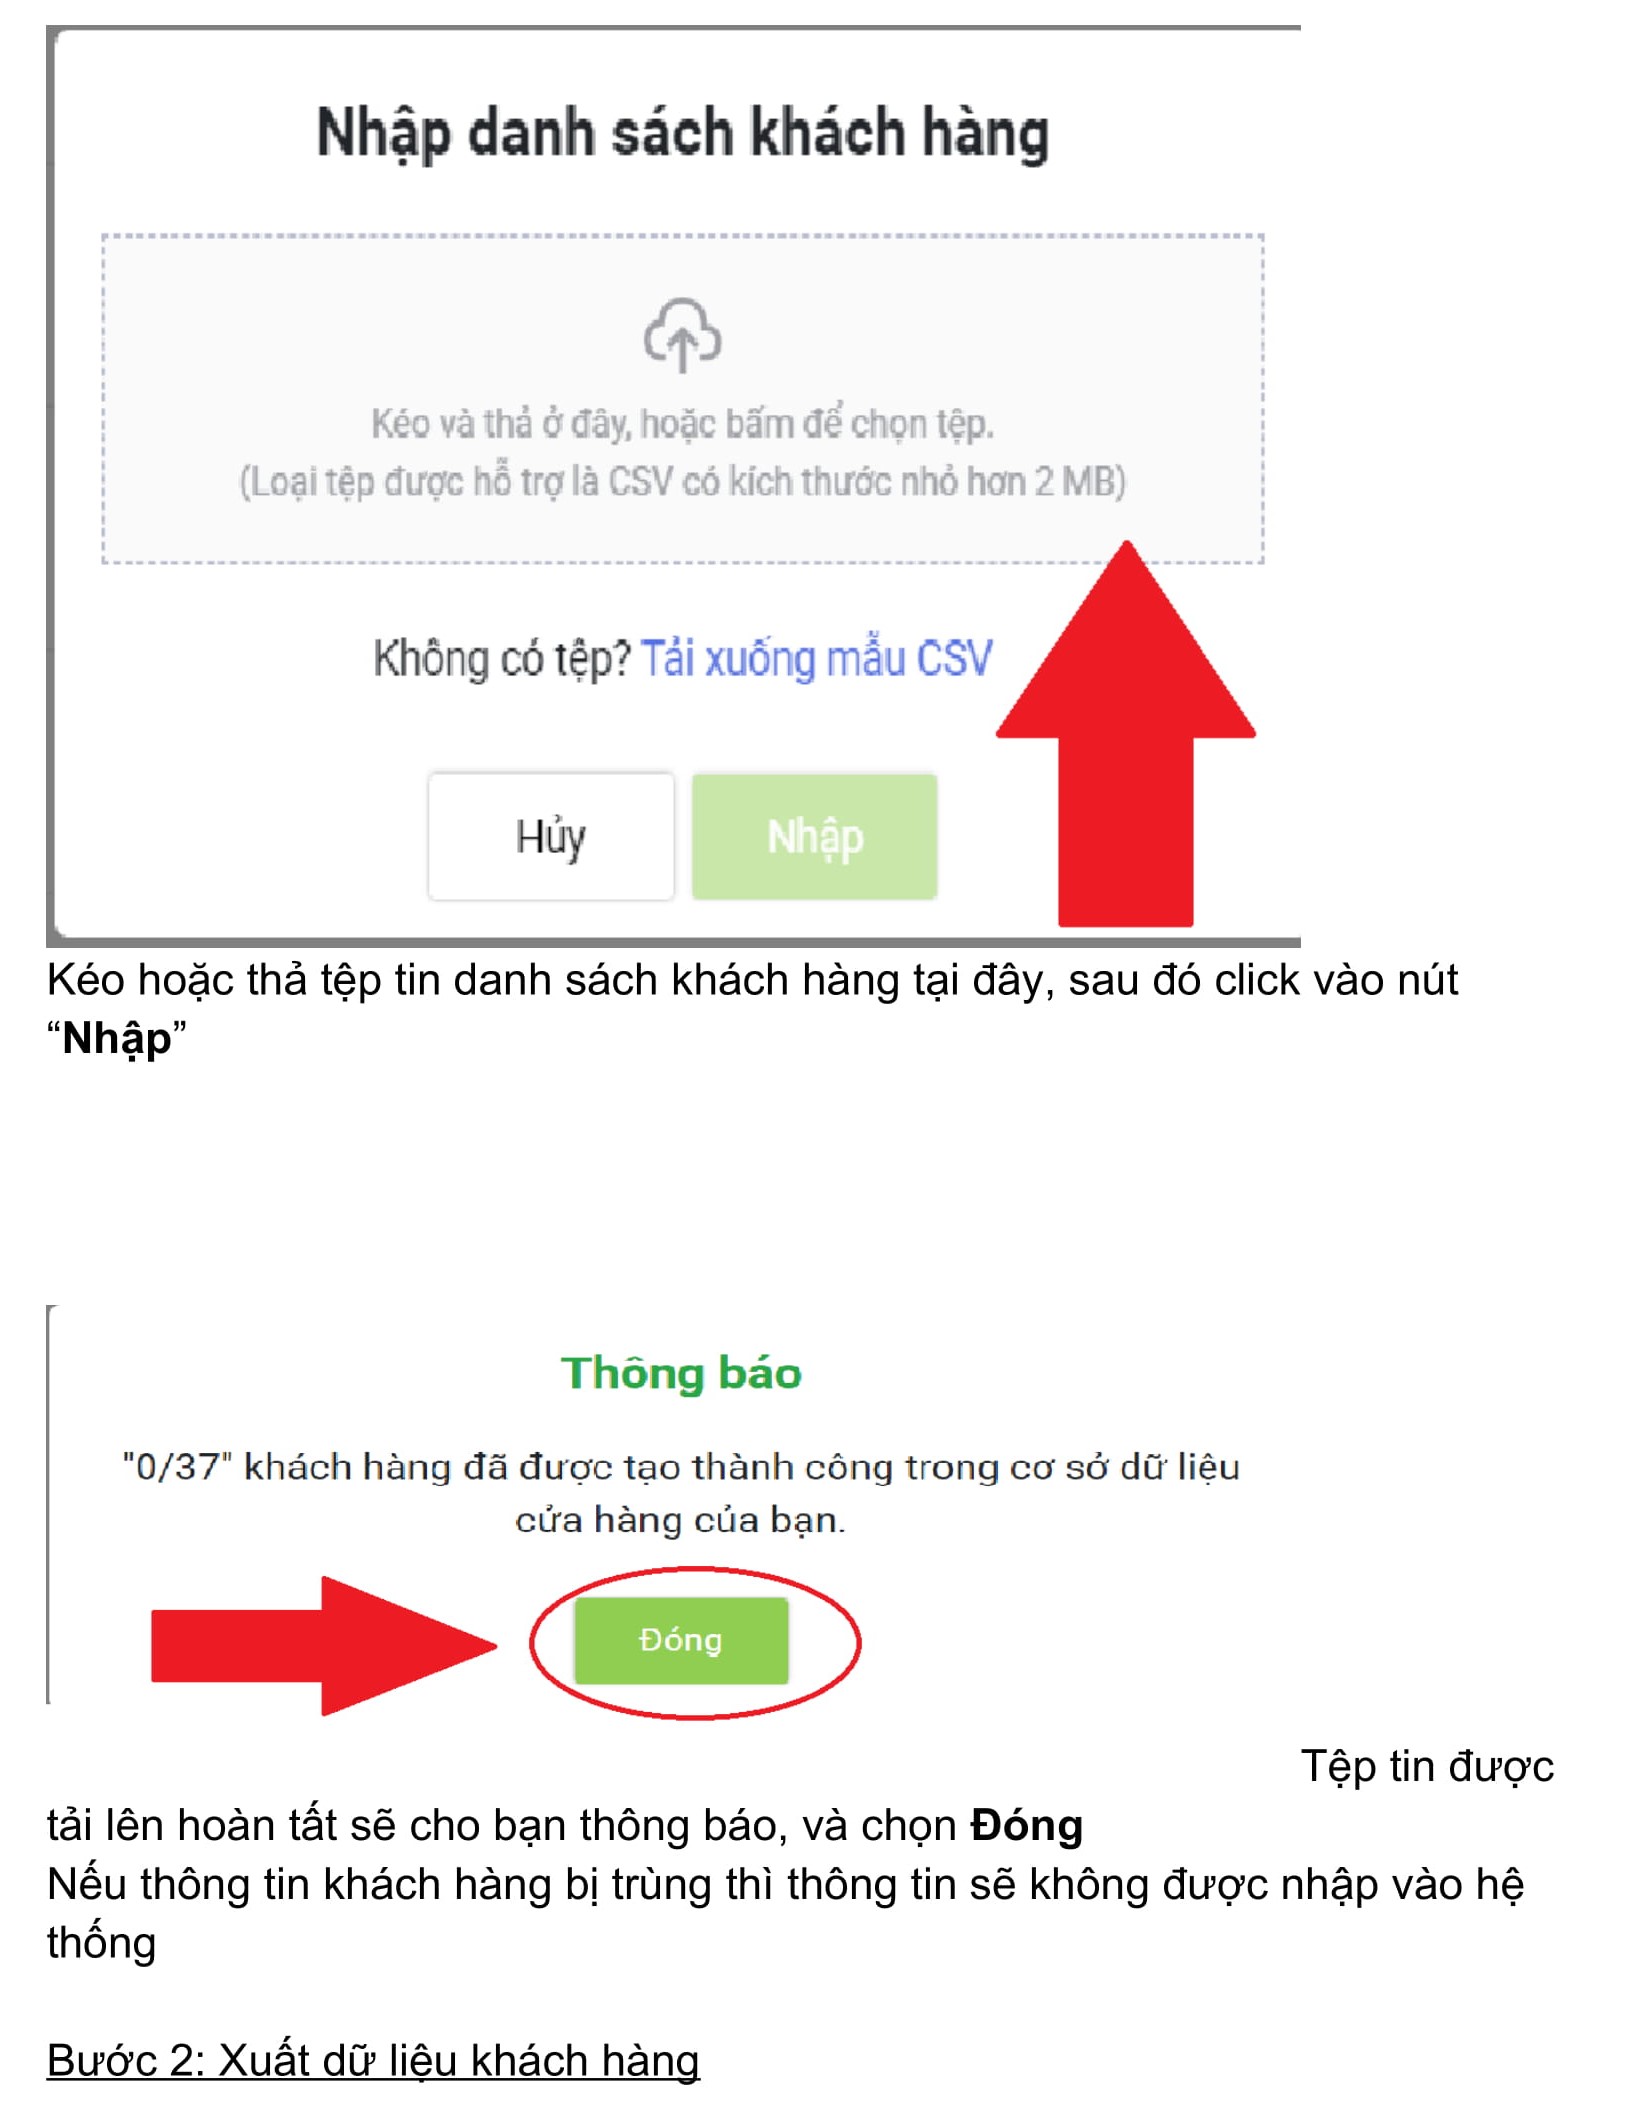 Nhập danh sách khách hàng
Kéo và thả ở đây, hoặc bấm để chọn tệp.
(Loại tệp được hỗ trợ là CSV có kích thước nhỏ hơn 2 MB)
Không có tệp? Tải xuống mẫu CSV
Hủy
Nhập
Kéo hoặc thả tệp tin danh sách khách hàng tại đây, sau đó click vào nút
“Nhập”
Thông báo
"0/37" khách hàng đã được tạo thành công trong cơ sở dữ liệu
cửa hàng của bạn.
Đóng
Tệp tin được
tải lên hoàn tất sẽ cho bạn thông báo, và chọn Đóng
Nếu thông tin khách hàng bị trùng thì thông tin sẽ không được nhập vào hệ
thống
Bước 2: Xuất dữ liệu khách hàng